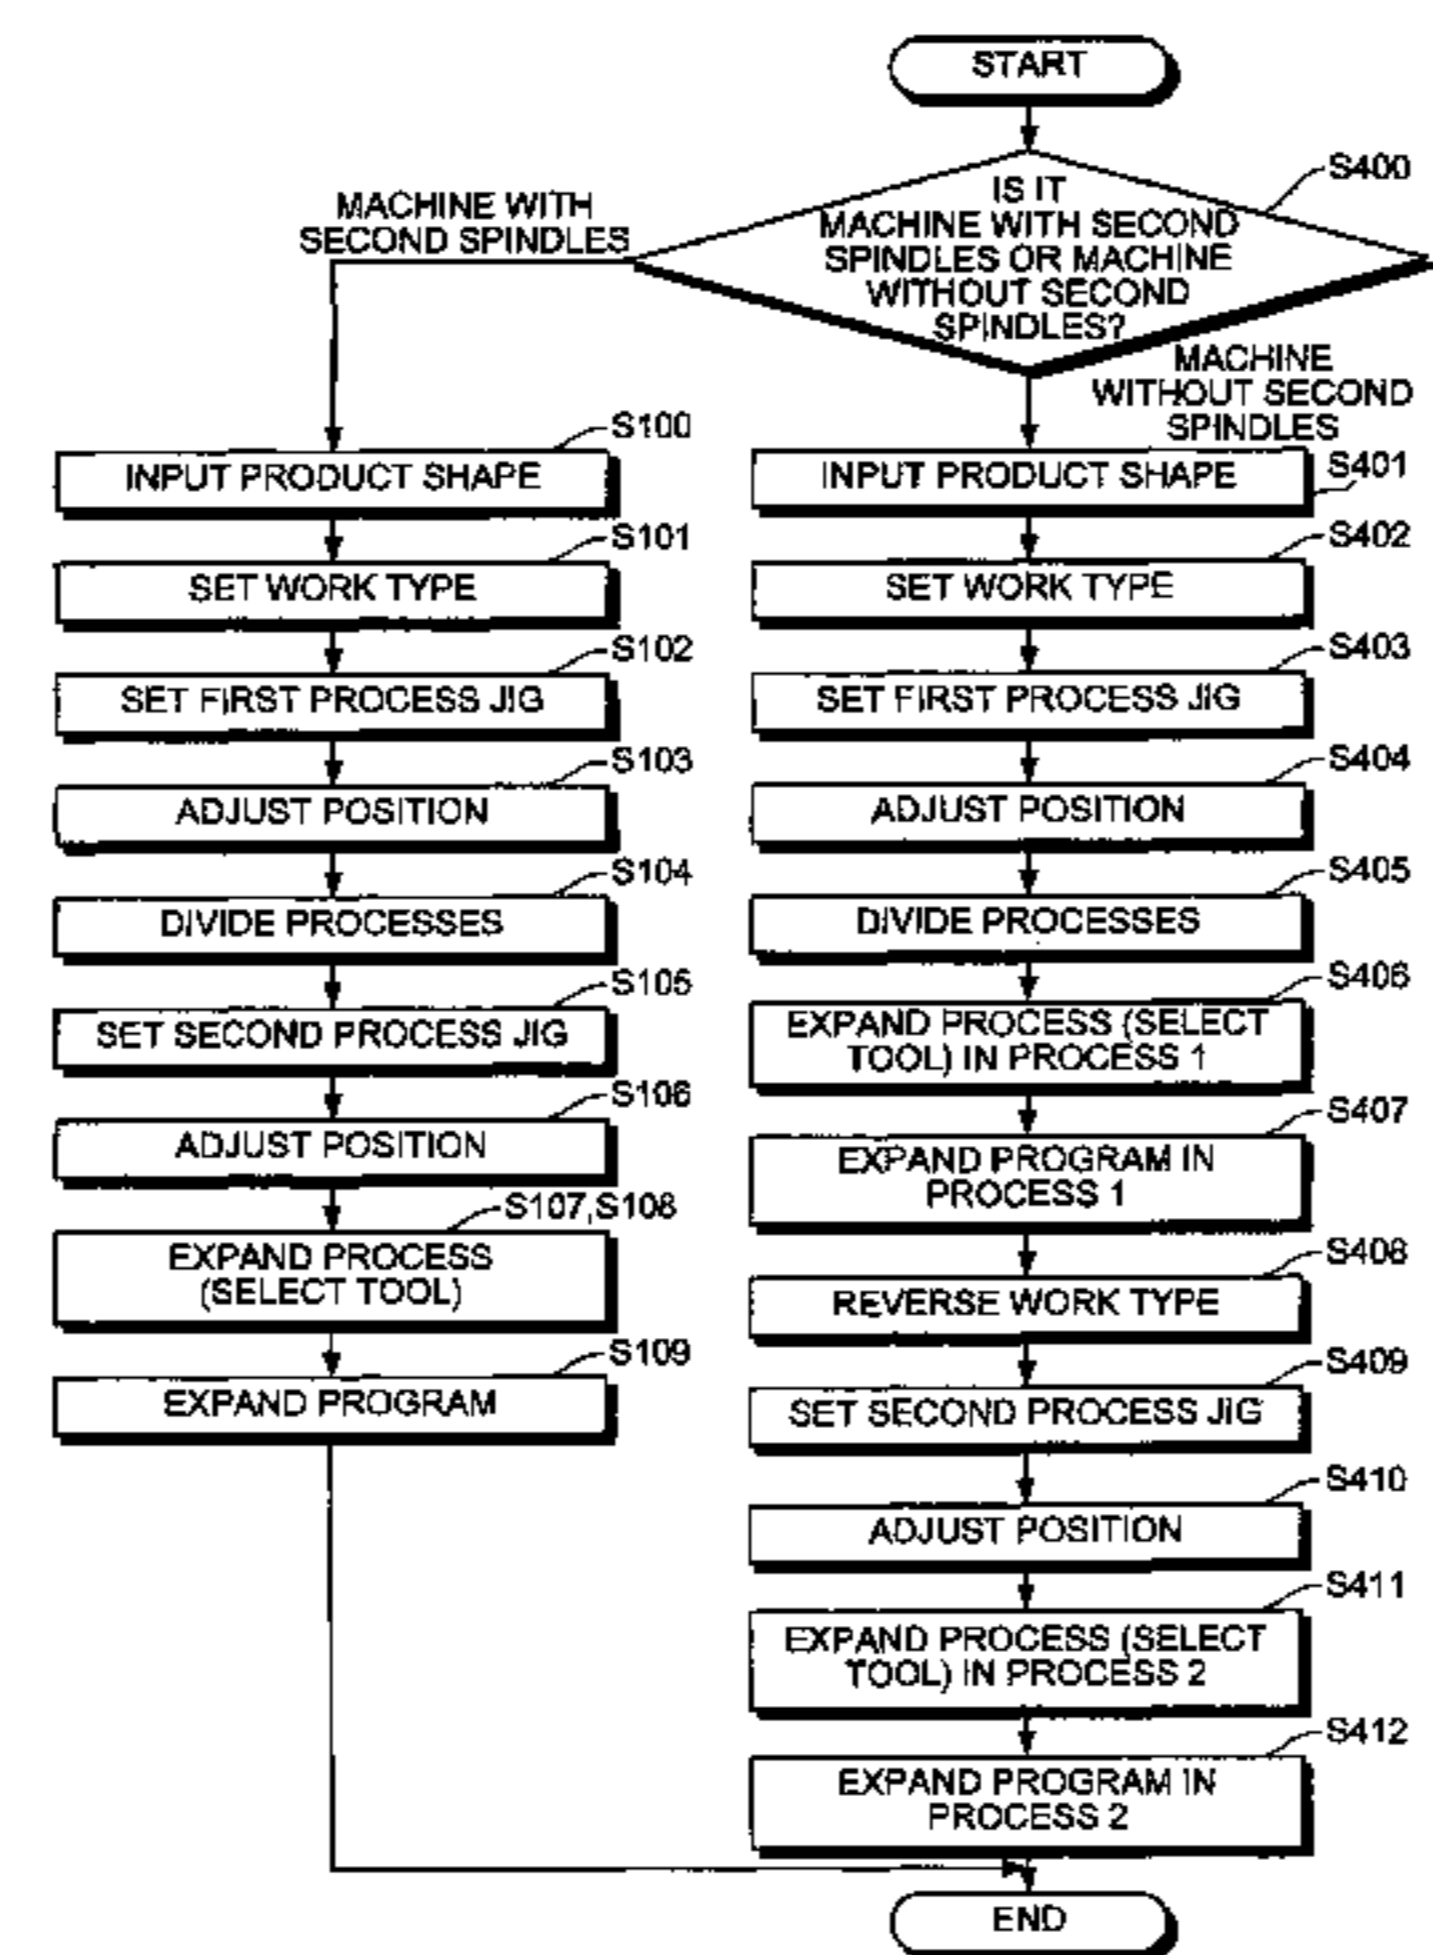 START
S400
IS IT
MACHINE WITH SECOND
SPINDLES OR MACHINE
WITHOUT SECOND
SPINDLES?
MACHINE WITH
SECOND SPINDLES
MACHINE
WITHOUT SECOND
SPINDLES
S100
INPUT PRODUCT SHAPE
S101
SET WORK TYPE
S102
SET FIRST PROCESS JIG
S103
ADJUST POSITION
S104
DIVIDE PROCESSES
S105
SET SECOND PROCESS JIG
S106
ADJUST POSITION
S107,S108
EXPAND PROCESS
(SELECT TOOL)
S109
EXPAND PROGRAM
S401
INPUT PRODUCT SHAPE
S402
SET WORK TYPE
S403
SET FIRST PROCESS JIG
S404
ADJUST POSITION
S405
DIVIDE PROCESSES
S406
EXPAND PROCESS (SELECT
TOOL) IN PROCESS 1
S407
EXPAND PROGRAM IN
PROCESS 1
S408
REVERSE WORK TYPE
S409
SET SECOND PROCESS JIG
S410
ADJUST POSITION
S411
EXPAND PROCESS (SELECT
TOOL) IN PROCESS 2
S412
EXPAND PROGRAM IN
PROCESS 2
END